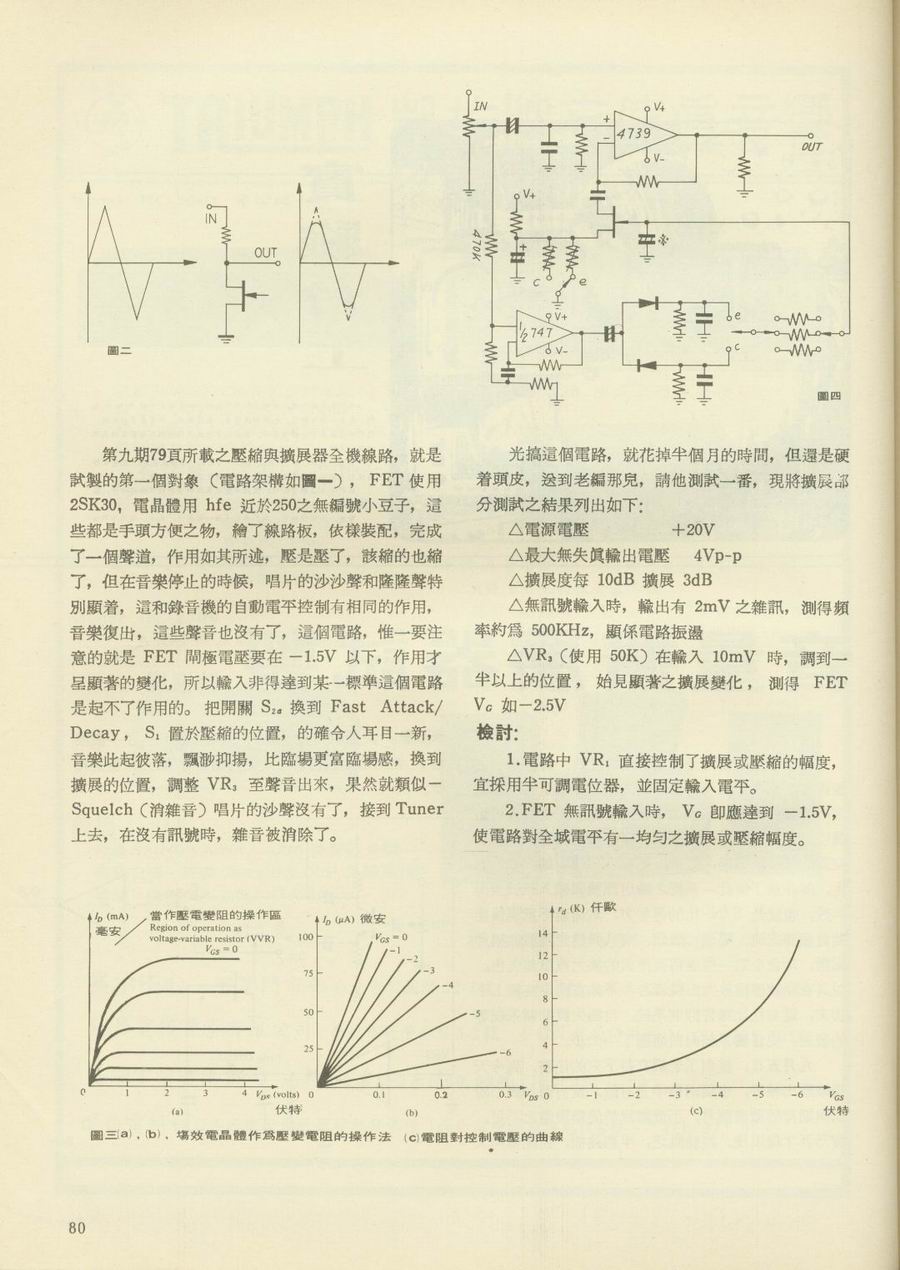 IN
OUT
圖二
IN
V+
4739
V-
OUT
V+
470K
c
e
※
1/2 747
V+
V-
e
c
圖四
第九期79頁所載之壓縮與擴展器全機線路，就是
試製的第一個對象（電路架構如圖一），FET 使用
2SK30，電晶體用 hfe 近於250之無編號小豆子，這
些都是手頭方便之物，繪了線路板，依樣裝配，完成
了一個聲道，作用如其所述，壓是壓了，該縮的也縮
了，但在音樂停止的時候，唱片的沙沙聲和隆隆聲特
別顯着，這和錄音機的自動電平控制有相同的作用，
音樂復出，這些聲音也沒有了，這個電路，惟一要注
意的就是 FET 閘極電壓要在 －1.5V 以下，作用才
呈顯著的變化，所以輸入非得達到某一標準這個電路
是起不了作用的。把開關 S₂ₐ 換到 Fast Attack/
Decay，S₁ 置於壓縮的位置，的確令人耳目一新，
音樂此起彼落，飄渺抑揚，比臨場更富臨場感，換到
擴展的位置，調整 VR₃ 至聲音出來，果然就類似－
Squelch（消雜音）唱片的沙聲沒有了，接到 Tuner
上去，在沒有訊號時，雜音被消除了。
光搞這個電路，就花掉半個月的時間，但還是硬
着頭皮，送到老編那兒，請他測試一番，現將擴展部
分測試之結果列出如下：
△電源電壓 ＋20V
△最大無失眞輸出電壓 4Vp-p
△擴展度每 10dB 擴展 3dB
△無訊號輸入時，輸出有 2mV 之雜訊，測得頻
率約爲 500KHz，顯係電路振盪
△VR₃（使用 50K）在輸入 10mV 時，調到一
半以上的位置，始見顯著之擴展變化，測得 FET
VG 如－2.5V
檢討：
1.電路中 VR₁ 直接控制了擴展或壓縮的幅度，
宜採用半可調電位器，並固定輸入電平。
2.FET 無訊號輸入時，VG 卽應達到 －1.5V，
使電路對全域電平有一均匀之擴展或壓縮幅度。
ID (mA)
毫安
當作壓電變阻的操作區
Region of operation as
voltage-variable resistor (VVR)
VGS = 0
0 1 2 3 4 VDS (volts)
伏特
(a)
ID (μA) 微安
100
75
50
25
VGS = 0
-1
-2
-3
-4
-5
-6
0 0.1 0.2 0.3 VDS
(b)
rd (K) 仟歐
14
12
10
8
6
4
2
0 -1 -2 -3 -4 -5 -6 VGS
伏特
(c)
圖三(a)，(b)，塲效電晶體作爲壓變電阻的操作法 (c)電阻對控制電壓的曲線
80